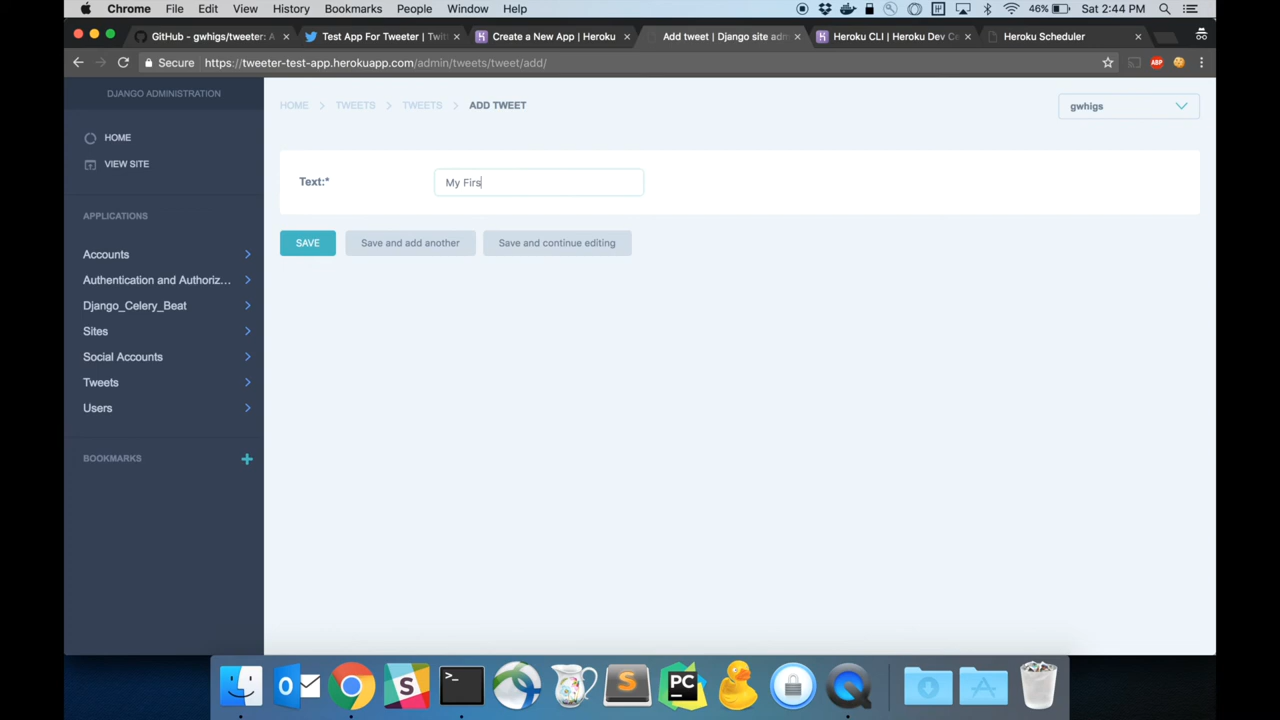 Chrome File Edit View History Bookmarks People Window Help 46% Sat 2:44 PM
GitHub - gwhigs/tweeter: A Test App For Tweeter | Twit Create a New App | Heroku Add tweet | Django site adm Heroku CLI | Heroku Dev Ce Heroku Scheduler
Secure https://tweeter-test-app.herokuapp.com/admin/tweets/tweet/add/ ABP
DJANGO ADMINISTRATION
HOME
VIEW SITE
APPLICATIONS
Accounts
Authentication and Authoriz...
Django_Celery_Beat
Sites
Social Accounts
Tweets
Users
BOOKMARKS +
HOME > TWEETS > TWEETS > ADD TWEET
gwhigs
Text:* My Firs
SAVE Save and add another Save and continue editing
O S >_ S PC